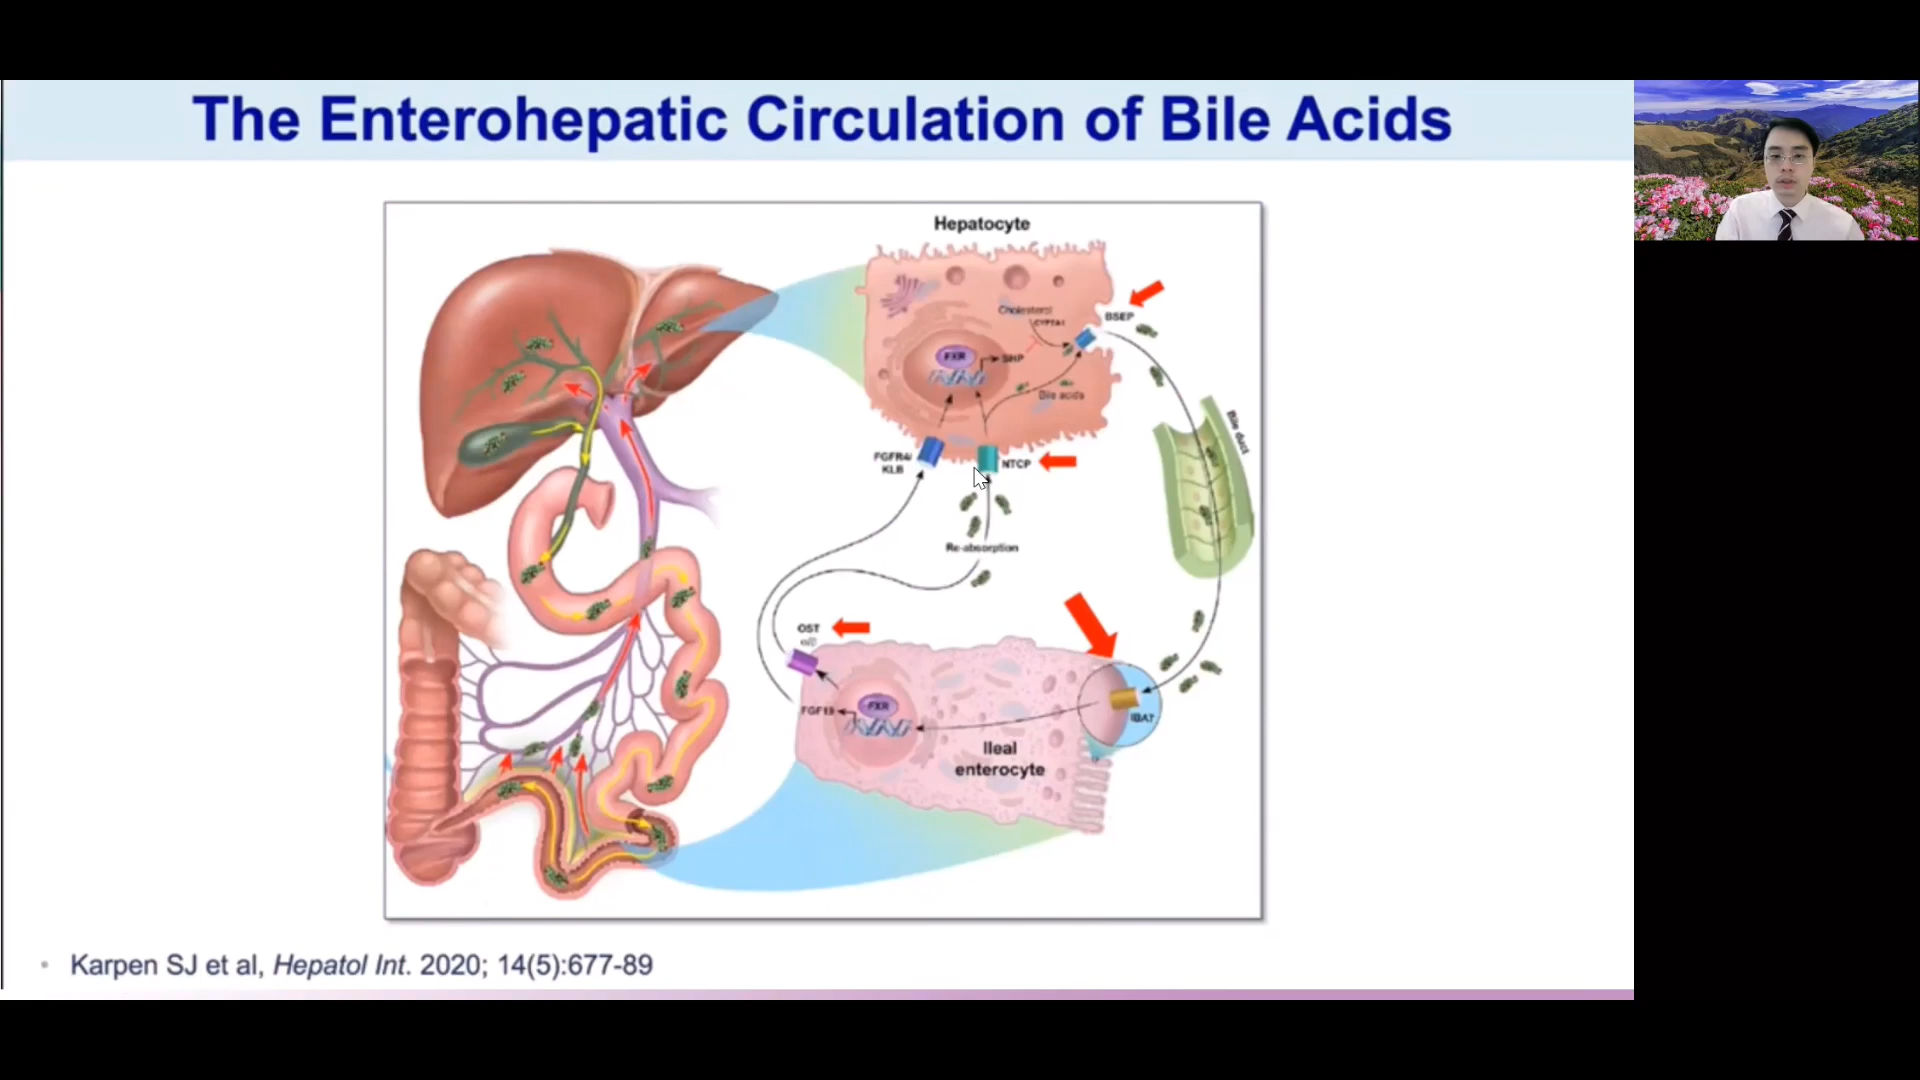 The Enterohepatic Circulation of Bile Acids
Hepatocyte
Cholesterol
CYP7A1
BSEP
FXR
SHP
Bile acids
Bile duct
FGFR4/
KLB
NTCP
Re-absorption
OST
α/β
FXR
FGF19
IBAT
Ileal
enterocyte
• Karpen SJ et al, Hepatol Int. 2020; 14(5):677-89